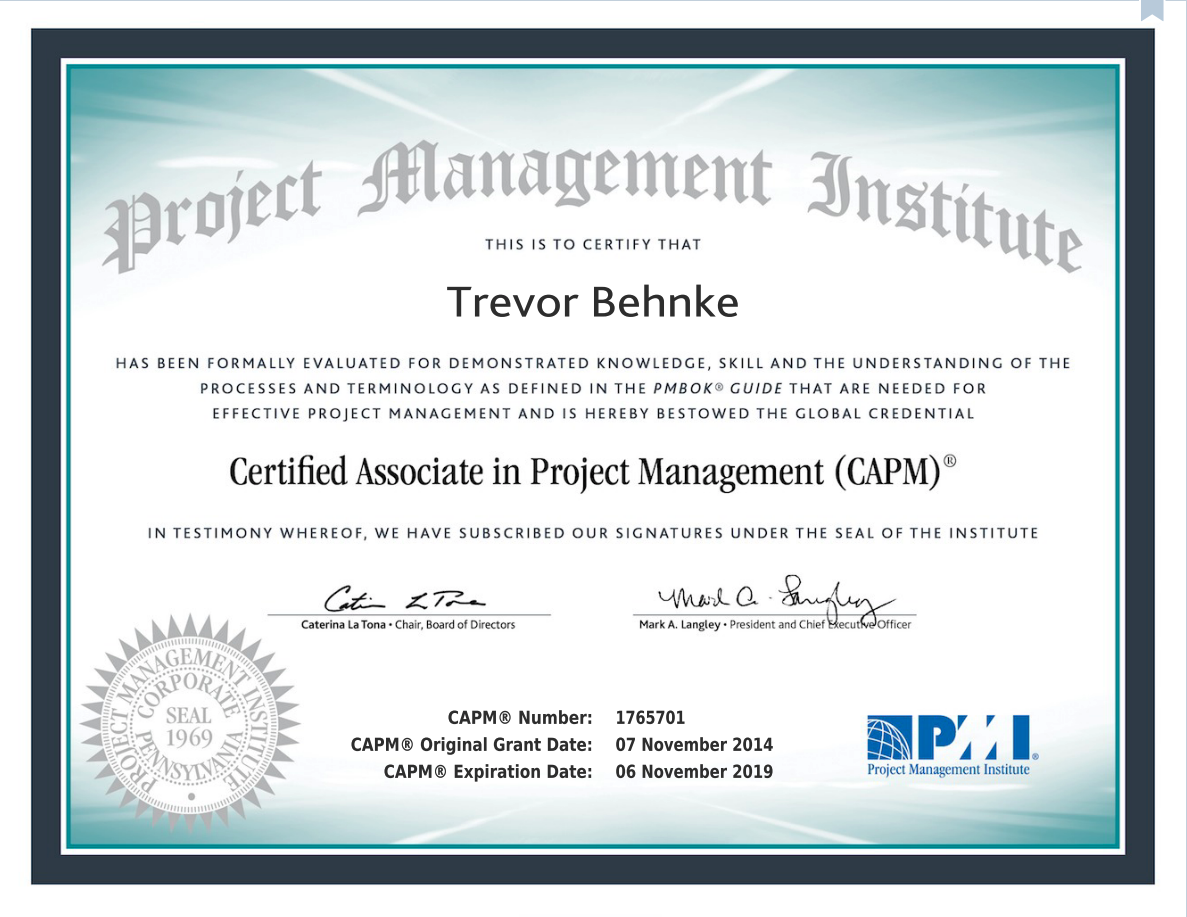 Project Management Institute
THIS IS TO CERTIFY THAT
Trevor Behnke
HAS BEEN FORMALLY EVALUATED FOR DEMONSTRATED KNOWLEDGE, SKILL AND THE UNDERSTANDING OF THE
PROCESSES AND TERMINOLOGY AS DEFINED IN THE PMBOK® GUIDE THAT ARE NEEDED FOR
EFFECTIVE PROJECT MANAGEMENT AND IS HEREBY BESTOWED THE GLOBAL CREDENTIAL
Certified Associate in Project Management (CAPM)®
IN TESTIMONY WHEREOF, WE HAVE SUBSCRIBED OUR SIGNATURES UNDER THE SEAL OF THE INSTITUTE
Caterina La Tona • Chair, Board of Directors
Mark A. Langley • President and Chief Executive Officer
PROJECT MANAGEMENT INSTITUTE
CORPORATE
SEAL
1969
PENNSYLVANIA
CAPM® Number: 1765701
CAPM® Original Grant Date: 07 November 2014
CAPM® Expiration Date: 06 November 2019
PMI®
Project Management Institute